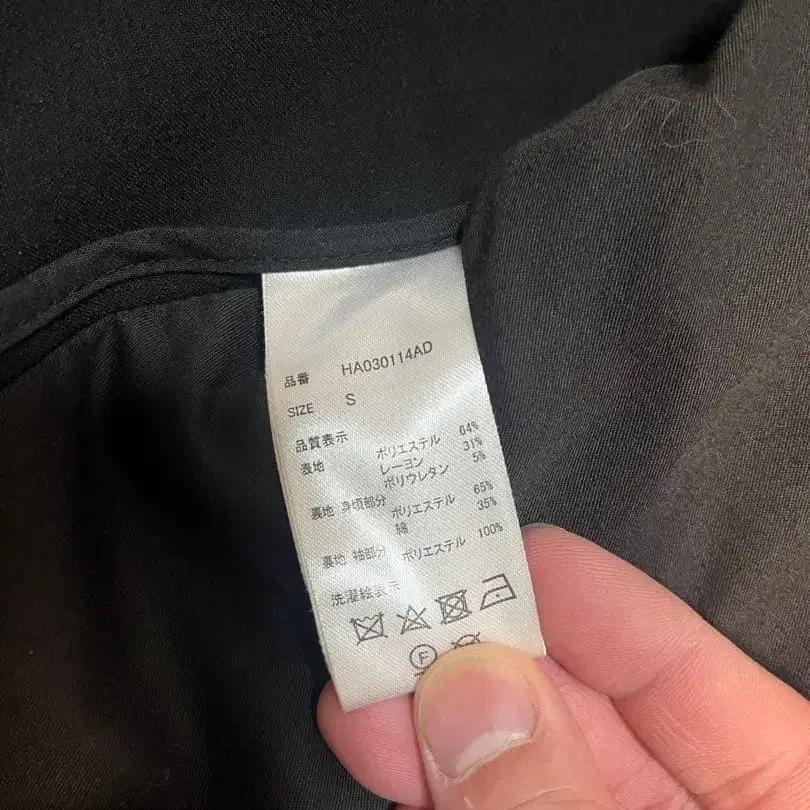 品番 HA030114AD
SIZE S
品質表示
表地 ポリエステル 64%
レーヨン 31%
ポリウレタン 5%
裏地 身頃部分 ポリエステル 65%
綿 35%
裏地 袖部分 ポリエステル 100%
洗濯絵表示
F